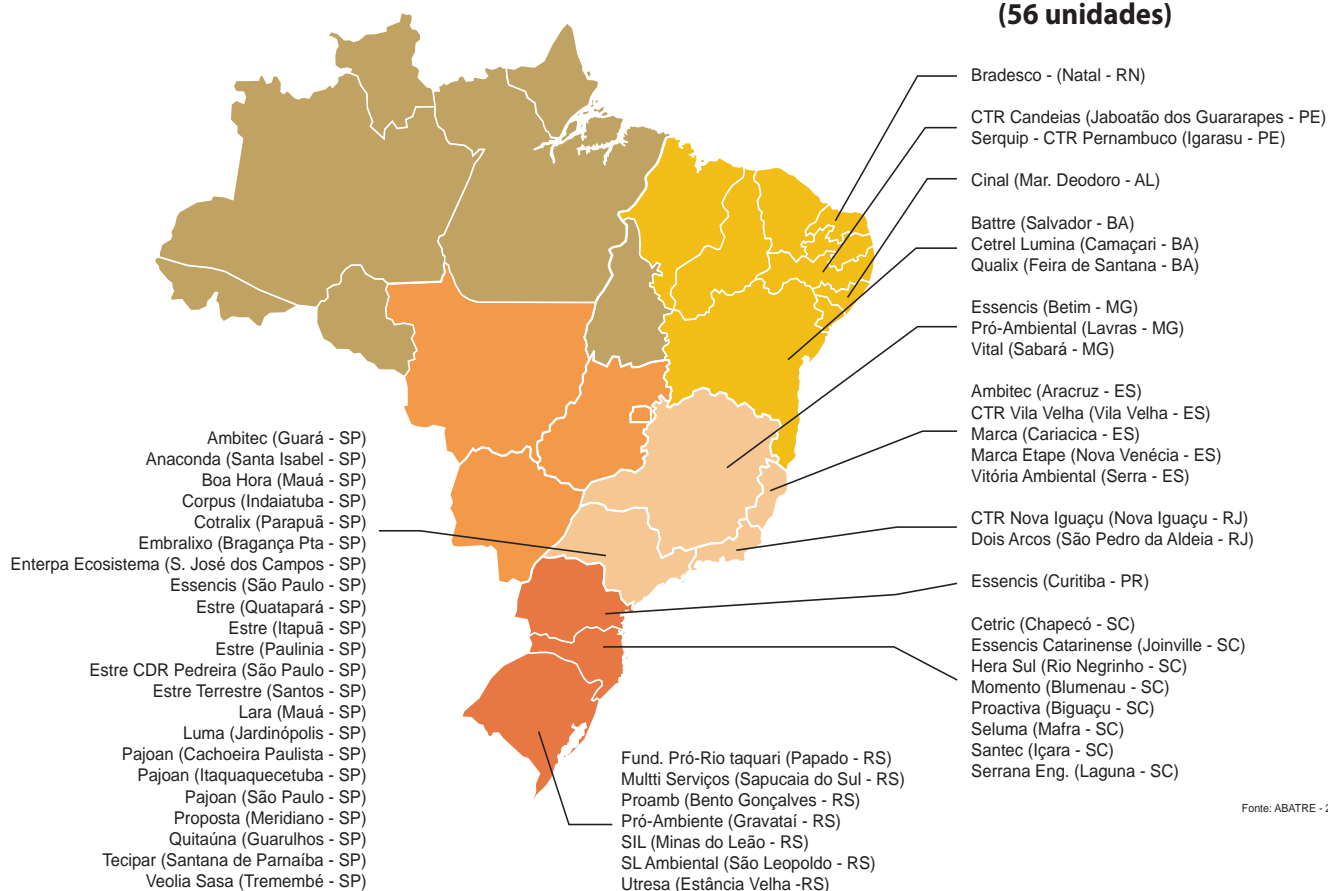 (56 unidades)
Bradesco - (Natal - RN)
CTR Candeias (Jaboatão dos Guararapes - PE)
Serquip - CTR Pernambuco (Igarasu - PE)
Cinal (Mar. Deodoro - AL)
Battre (Salvador - BA)
Cetrel Lumina (Camaçari - BA)
Qualix (Feira de Santana - BA)
Essencis (Betim - MG)
Pró-Ambiental (Lavras - MG)
Vital (Sabará - MG)
Ambitec (Aracruz - ES)
CTR Vila Velha (Vila Velha - ES)
Marca (Cariacica - ES)
Marca Etape (Nova Venécia - ES)
Vitória Ambiental (Serra - ES)
CTR Nova Iguaçu (Nova Iguaçu - RJ)
Dois Arcos (São Pedro da Aldeia - RJ)
Essencis (Curitiba - PR)
Cetric (Chapecó - SC)
Essencis Catarinense (Joinville - SC)
Hera Sul (Rio Negrinho - SC)
Momento (Blumenau - SC)
Proactiva (Biguaçu - SC)
Seluma (Mafra - SC)
Santec (Içara - SC)
Serrana Eng. (Laguna - SC)
Ambitec (Guará - SP)
Anaconda (Santa Isabel - SP)
Boa Hora (Mauá - SP)
Corpus (Indaiatuba - SP)
Cotralix (Parapuã - SP)
Embralixo (Bragança Pta - SP)
Enterpa Ecosistema (S. José dos Campos - SP)
Essencis (São Paulo - SP)
Estre (Quatapará - SP)
Estre (Itapuã - SP)
Estre (Paulinia - SP)
Estre CDR Pedreira (São Paulo - SP)
Estre Terrestre (Santos - SP)
Lara (Mauá - SP)
Luma (Jardinópolis - SP)
Pajoan (Cachoeira Paulista - SP)
Pajoan (Itaquaquecetuba - SP)
Pajoan (São Paulo - SP)
Proposta (Meridiano - SP)
Quitaúna (Guarulhos - SP)
Tecipar (Santana de Parnaíba - SP)
Veolia Sasa (Tremembé - SP)
Fund. Pró-Rio taquari (Papado - RS)
Multti Serviços (Sapucaia do Sul - RS)
Proamb (Bento Gonçalves - RS)
Pró-Ambiente (Gravataí - RS)
SIL (Minas do Leão - RS)
SL Ambiental (São Leopoldo - RS)
Utresa (Estância Velha -RS)
Fonte: ABATRE -